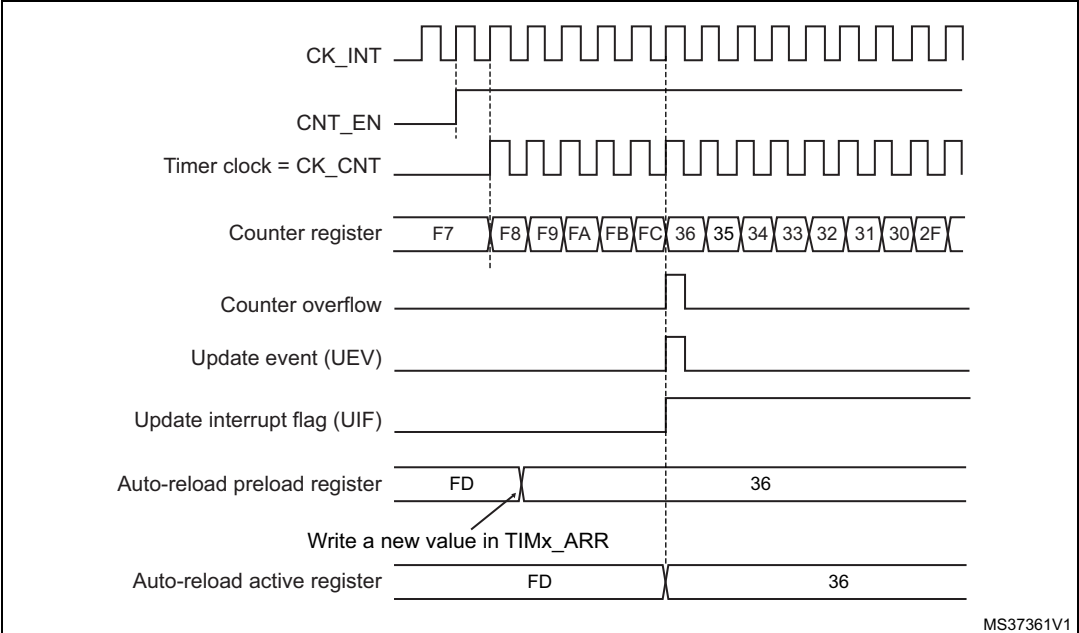 CK_INT
CNT_EN
Timer clock = CK_CNT
Counter register F7 F8 F9 FA FB FC 36 35 34 33 32 31 30 2F
Counter overflow
Update event (UEV)
Update interrupt flag (UIF)
Auto-reload preload register FD 36
Write a new value in TIMx_ARR
Auto-reload active register FD 36
MS37361V1